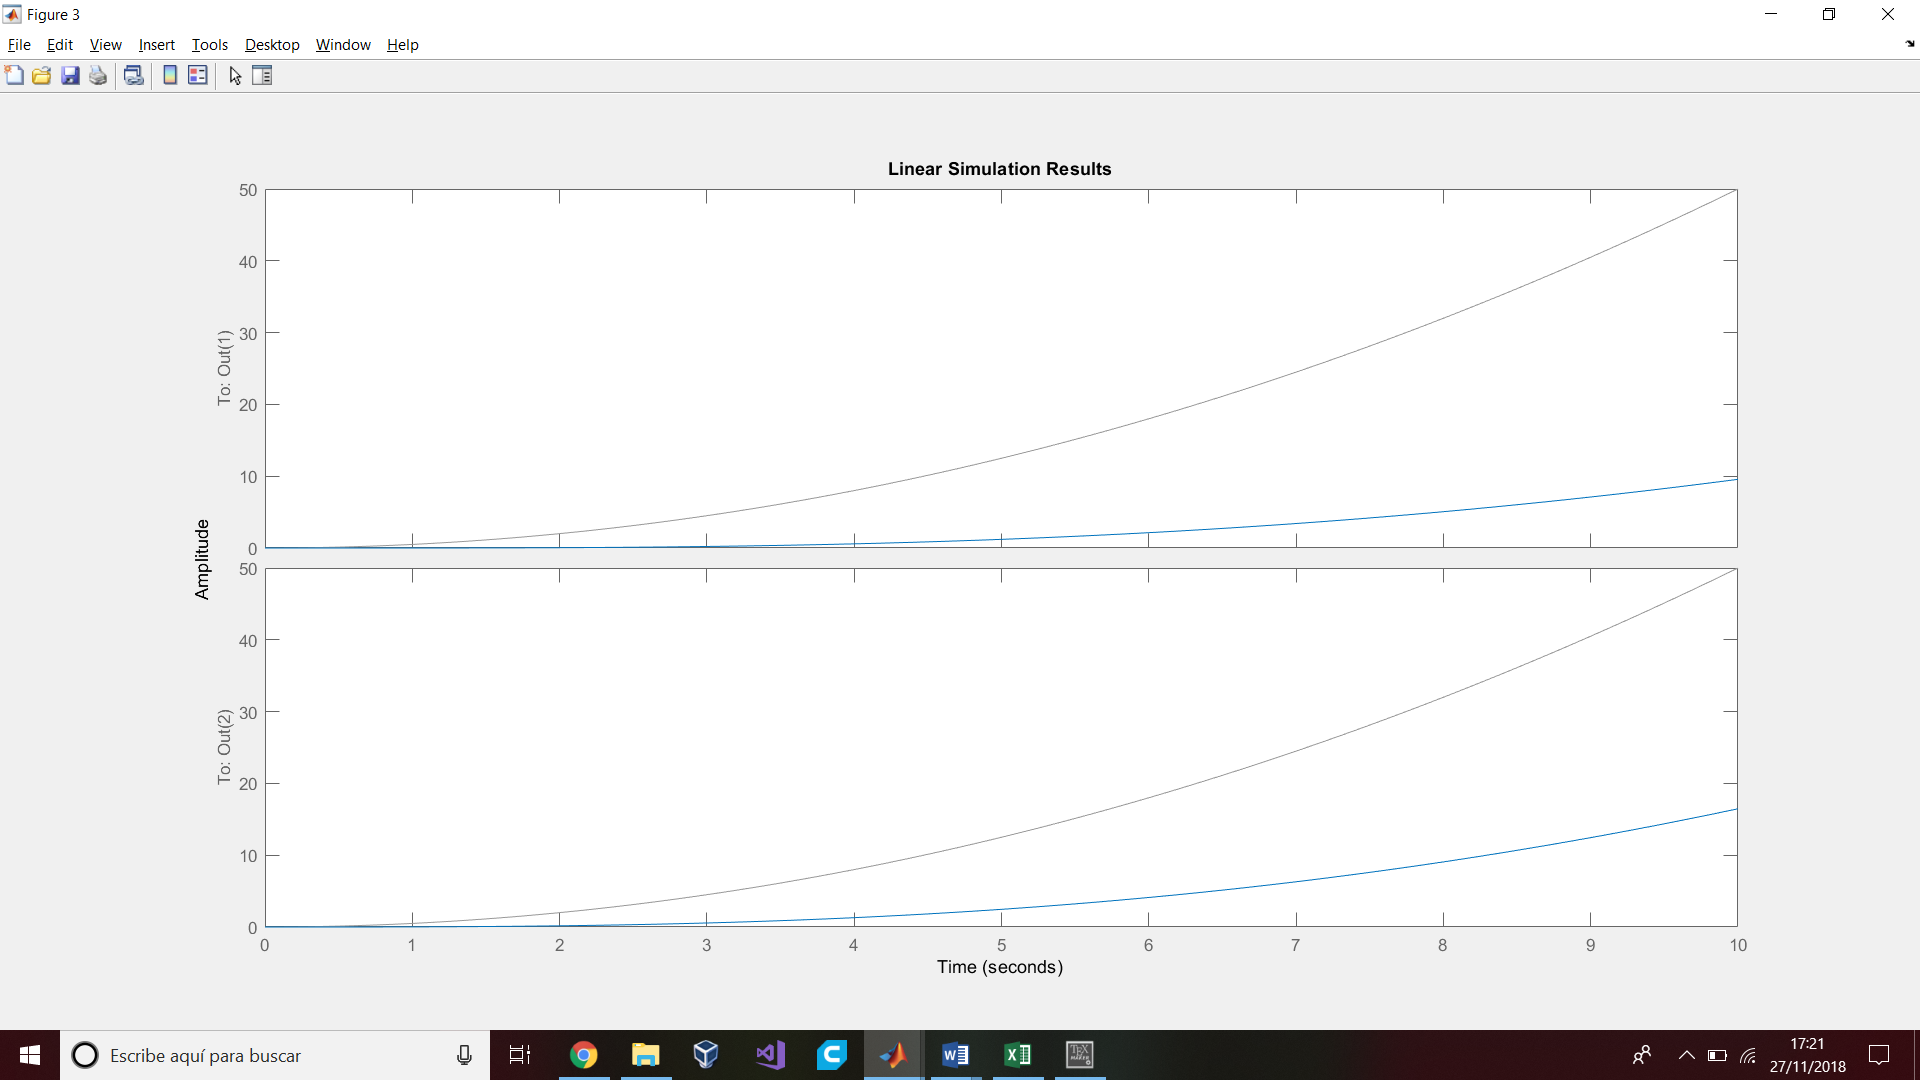 Figure 3
File Edit View Insert Tools Desktop Window Help
Linear Simulation Results
50
40
30
20
10
0
To: Out(1)
Amplitude
50
40
30
20
10
0
To: Out(2)
0 1 2 3 4 5 6 7 8 9 10
Time (seconds)
Escribe aquí para buscar
17:21
27/11/2018